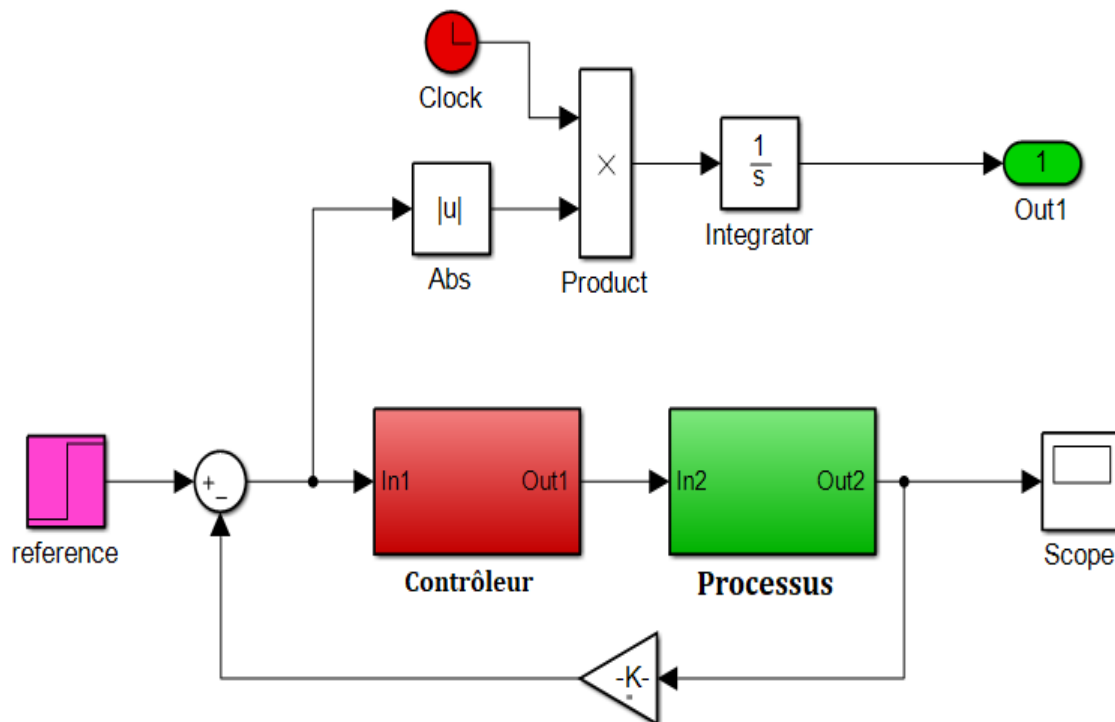 Clock
×
1
s
1
|u|
Integrator
Out1
Abs
Product
+
−
In1
Out1
In2
Out2
reference
Contrôleur
Processus
Scope
-K-